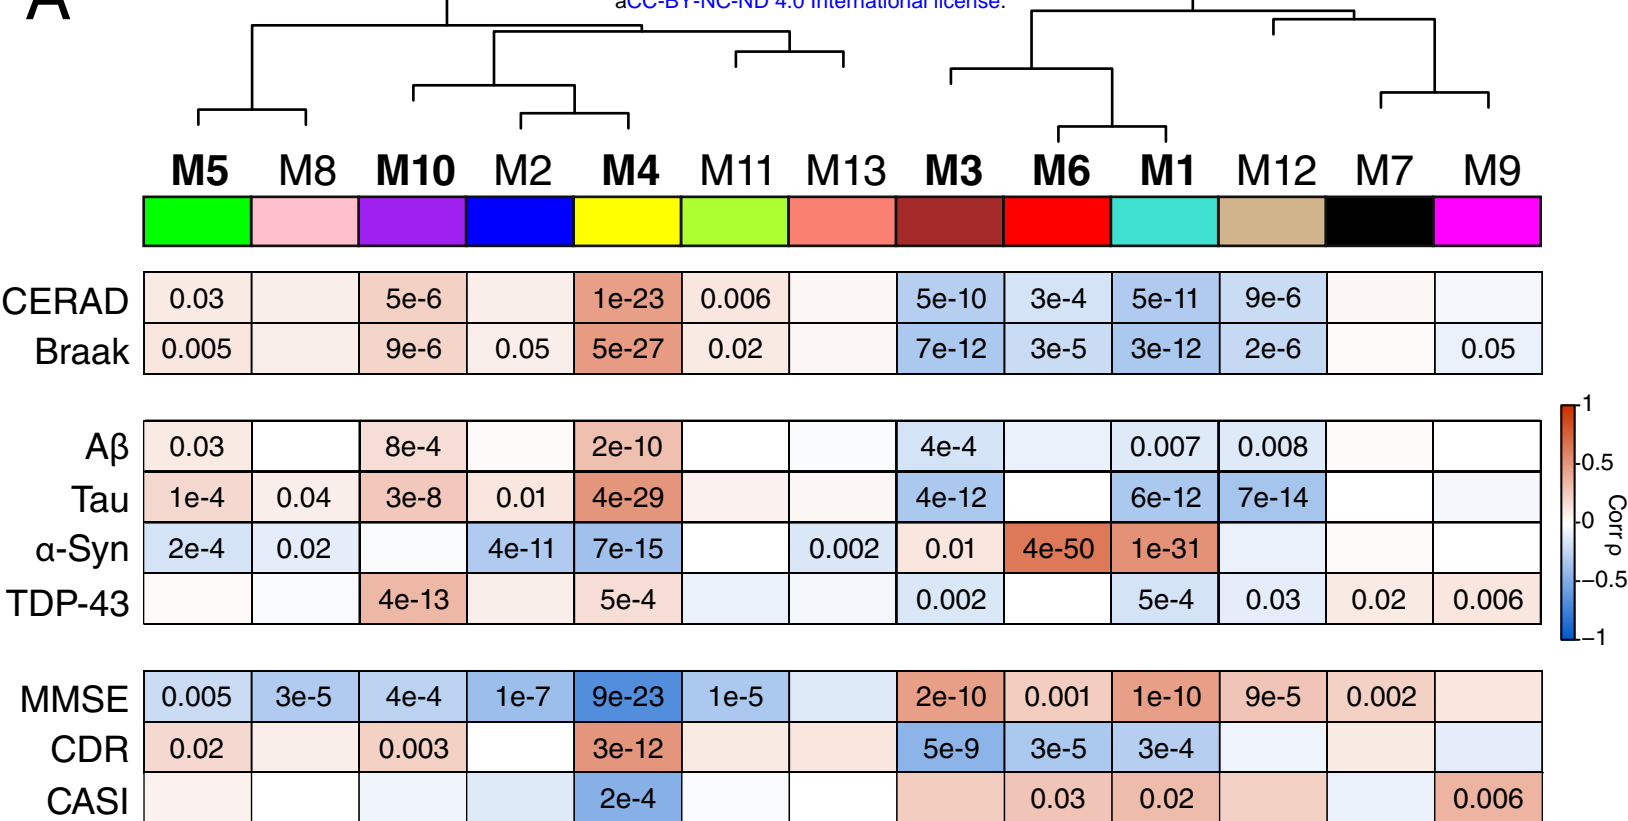 A
aCC-BY-NC-ND 4.0 International license.
M5 M8 M10 M2 M4 M11 M13 M3 M6 M1 M12 M7 M9
CERAD 0.03 5e-6 1e-23 0.006 5e-10 3e-4 5e-11 9e-6
Braak 0.005 9e-6 0.05 5e-27 0.02 7e-12 3e-5 3e-12 2e-6 0.05
Aβ 0.03 8e-4 2e-10 4e-4 0.007 0.008
Tau 1e-4 0.04 3e-8 0.01 4e-29 4e-12 6e-12 7e-14
α-Syn 2e-4 0.02 4e-11 7e-15 0.002 0.01 4e-50 1e-31
TDP-43 4e-13 5e-4 0.002 5e-4 0.03 0.02 0.006
1
0.5
0
−0.5
−1
Corr ρ
MMSE 0.005 3e-5 4e-4 1e-7 9e-23 1e-5 2e-10 0.001 1e-10 9e-5 0.002
CDR 0.02 0.003 3e-12 5e-9 3e-5 3e-4
CASI 2e-4 0.03 0.02 0.006